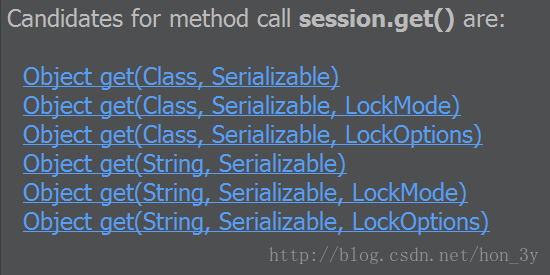 Candidates for method call session.get() are:
Object get(Class, Serializable)
Object get(Class, Serializable, LockMode)
Object get(Class, Serializable, LockOptions)
Object get(String, Serializable)
Object get(String, Serializable, LockMode)
Object get(String, Serializable, LockOptions)
http://blog.csdn.net/hon_3y